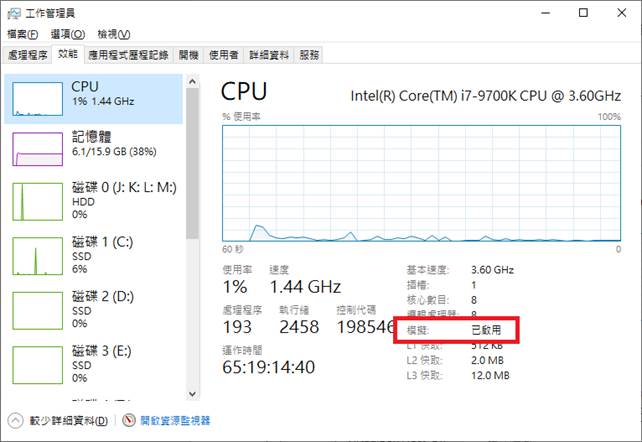 工作管理員
檔案(F) 選項(O) 檢視(V)
處理程序 效能 應用程式歷程記錄 開機 使用者 詳細資料 服務
CPU
1% 1.44 GHz
記憶體
6.1/15.9 GB (38%)
磁碟 0 (J: K: L: M:)
HDD
0%
磁碟 1 (C:)
SSD
6%
磁碟 2 (D:)
SSD
0%
磁碟 3 (E:)
SSD
0%
CPU
Intel(R) Core(TM) i7-9700K CPU @ 3.60GHz
% 使用率 100%
60 秒 0
使用率 速度
1% 1.44 GHz
處理程序 執行緒 控制代碼
193 2458 198546
運作時間
65:19:14:40
基本速度: 3.60 GHz
插槽: 1
核心數目: 8
邏輯處理器: 8
模擬: 已啟用
L1 快取: 512 KB
L2 快取: 2.0 MB
L3 快取: 12.0 MB
較少詳細資料(D) 開啟資源監視器